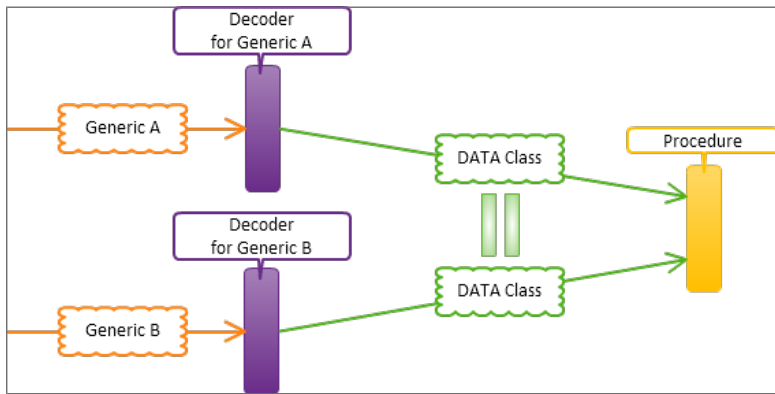 Decoder
for Generic A
Generic A
DATA Class
Procedure
Decoder
for Generic B
DATA Class
Generic B